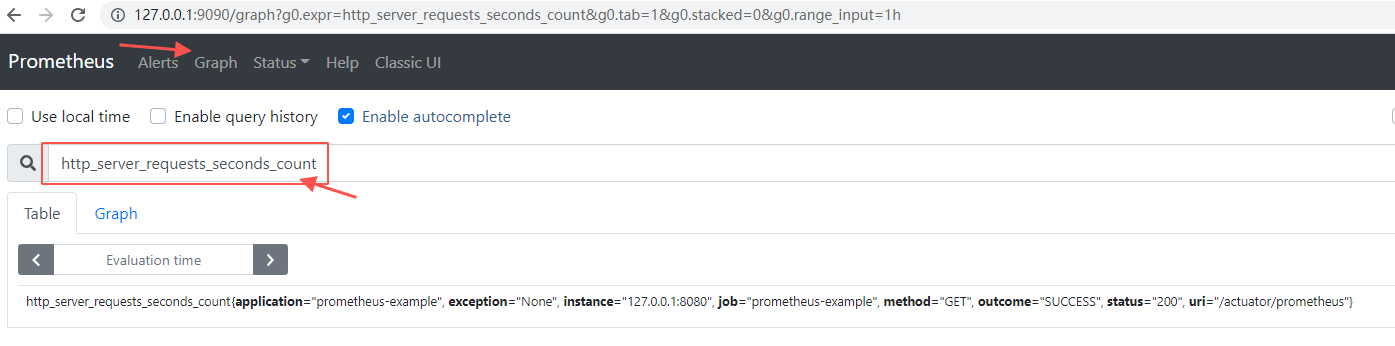 127.0.0.1:9090/graph?g0.expr=http_server_requests_seconds_count&g0.tab=1&g0.stacked=0&g0.range_input=1h
Prometheus Alerts Graph Status Help Classic UI
Use local time Enable query history Enable autocomplete
http_server_requests_seconds_count
Table Graph
Evaluation time
http_server_requests_seconds_count{application="prometheus-example", exception="None", instance="127.0.0.1:8080", job="prometheus-example", method="GET", outcome="SUCCESS", status="200", uri="/actuator/prometheus"}